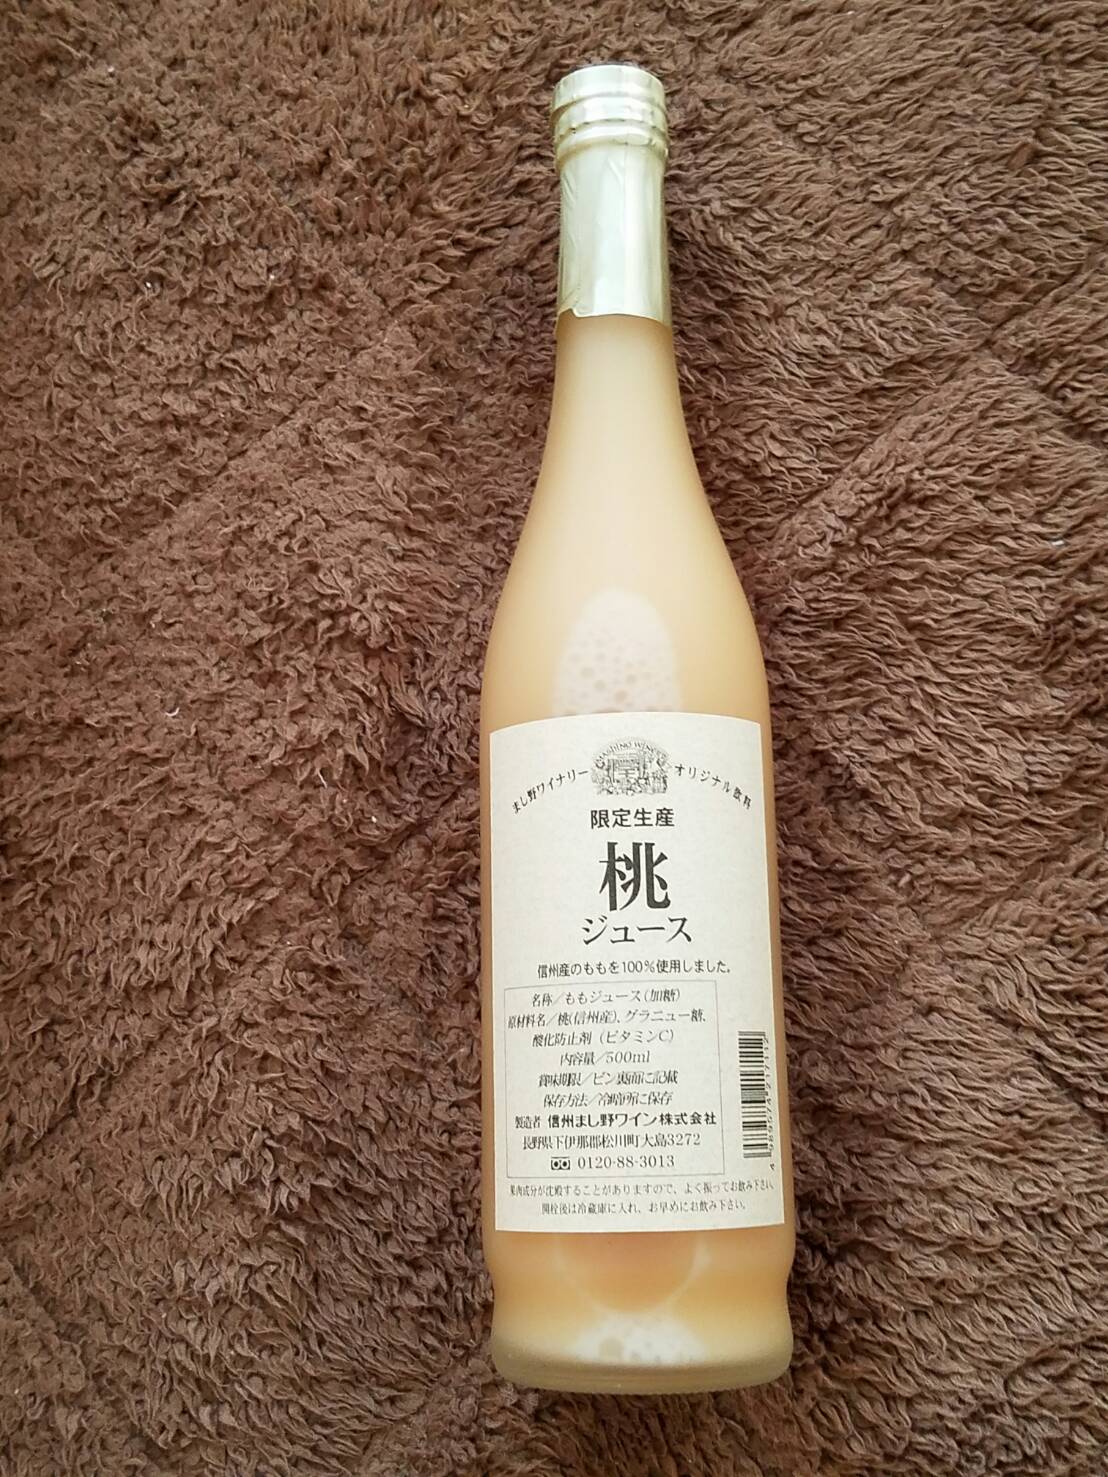 MASHINO WINERY
まし野ワイナリー オリジナル飲料
限定生産
桃
ジュース
信州産のももを100%使用しました。
名称/ももジュース(加糖)
原材料名/桃(信州産)、グラニュー糖、
酸化防止剤(ビタミンC)
内容量/500ml
賞味期限/ビン裏面に記載
保存方法/冷暗所に保存
製造者 信州まし野ワイン株式会社
長野県下伊那郡松川町大島3272
0120-88-3013
果肉成分が沈殿することがありますので、よく振ってお飲み下さい。
開栓後は冷蔵庫に入れ、お早めにお飲み下さい。
4 989574 217112